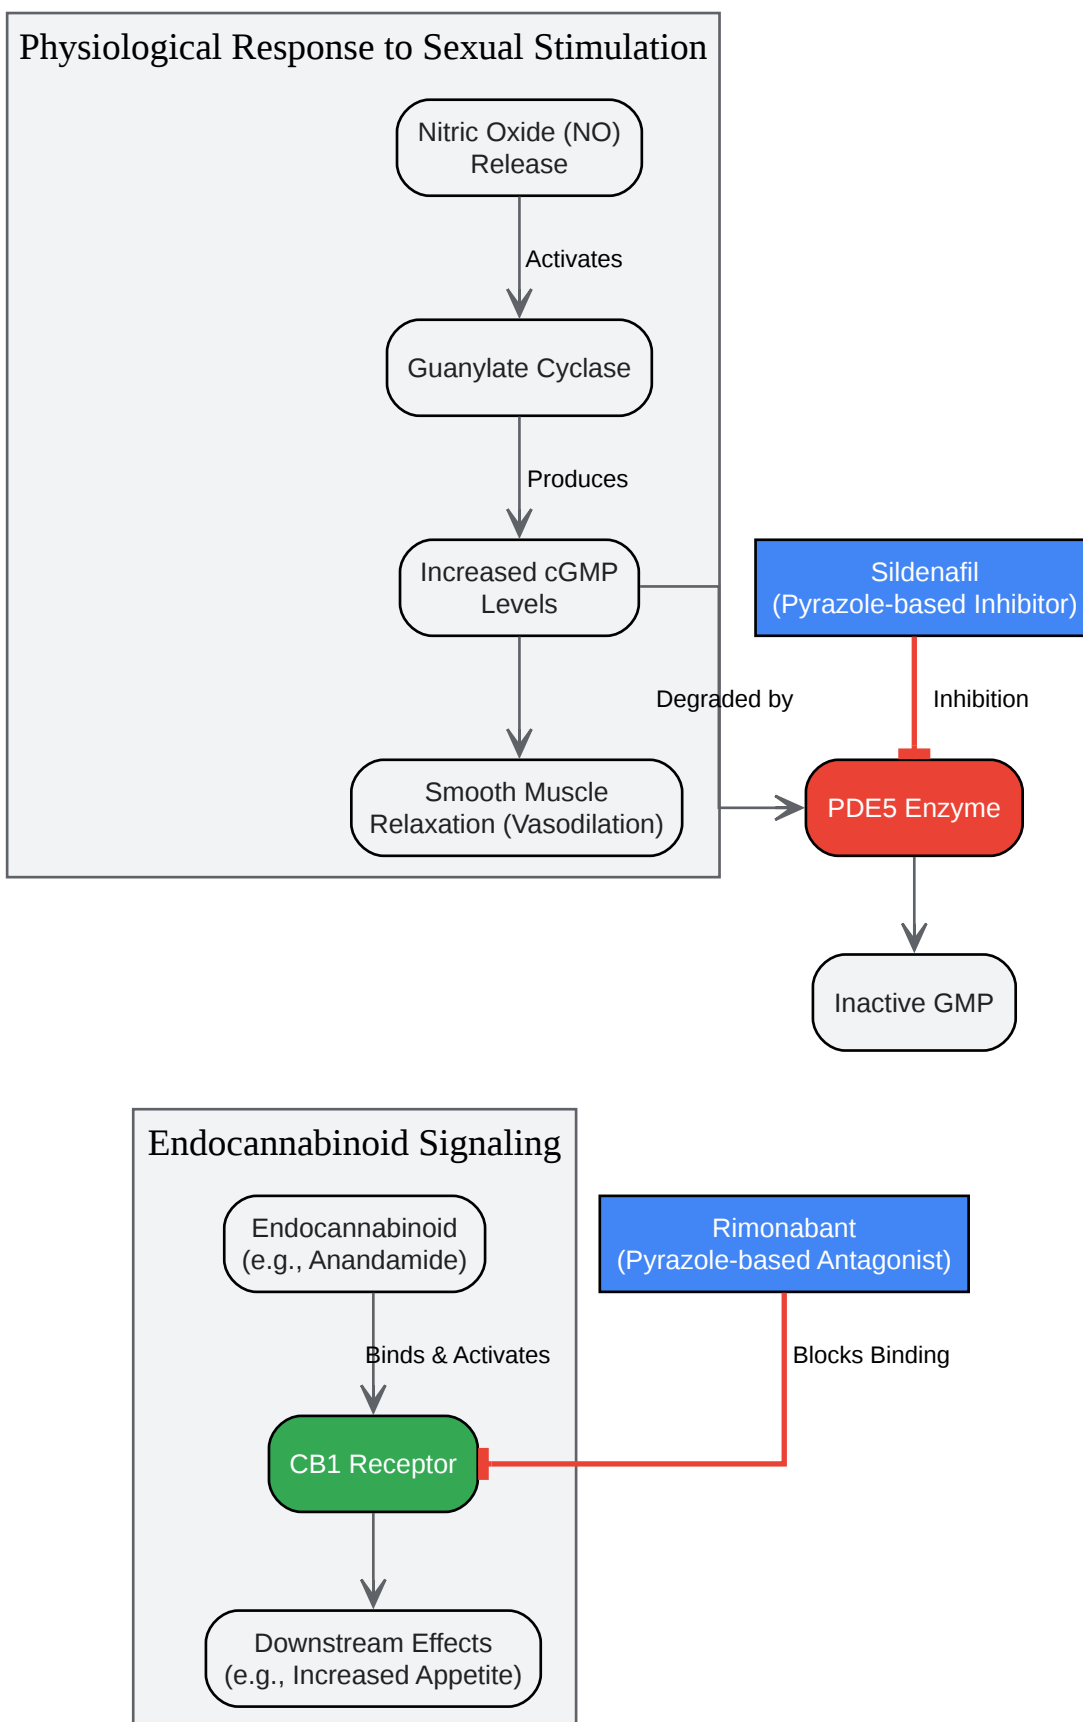 Physiological Response to Sexual Stimulation
Nitric Oxide (NO)
Release
Activates
Guanylate Cyclase
Produces
Increased cGMP
Levels
Sildenafil
(Pyrazole-based Inhibitor)
Degraded by
Inhibition
Smooth Muscle
Relaxation (Vasodilation)
PDE5 Enzyme
Inactive GMP
Endocannabinoid Signaling
Endocannabinoid
(e.g., Anandamide)
Rimonabant
(Pyrazole-based Antagonist)
Binds & Activates
Blocks Binding
CB1 Receptor
Downstream Effects
(e.g., Increased Appetite)